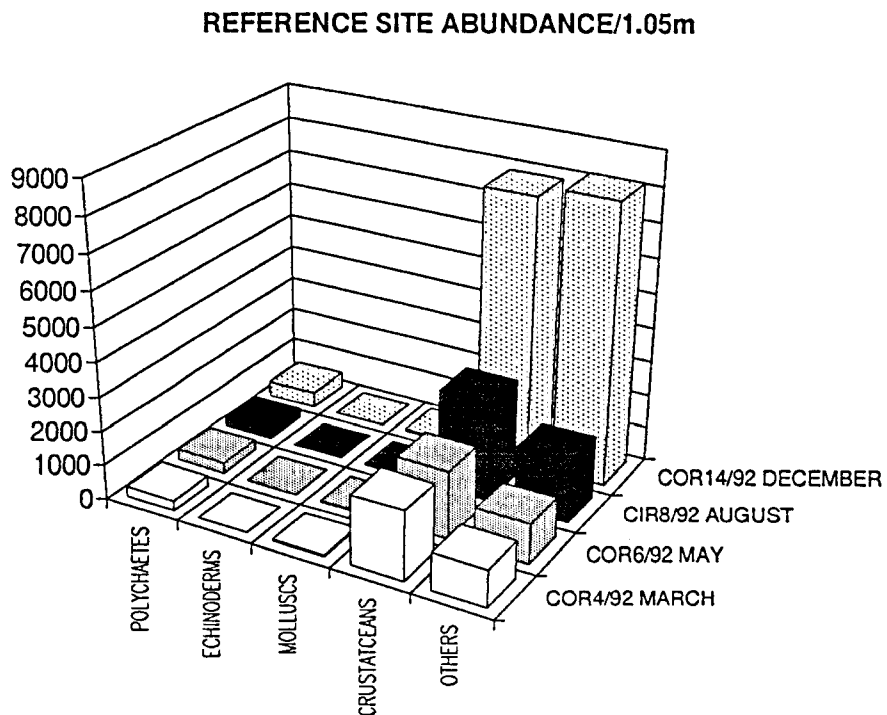 REFERENCE SITE ABUNDANCE/1.05m
9000
8000
7000
6000
5000
4000
3000
2000
1000
0
POLYCHAETES
ECHINODERMS
MOLLUSCS
CRUSTATCEANS
OTHERS
COR14/92 DECEMBER
CIR8/92 AUGUST
COR6/92 MAY
COR4/92 MARCH